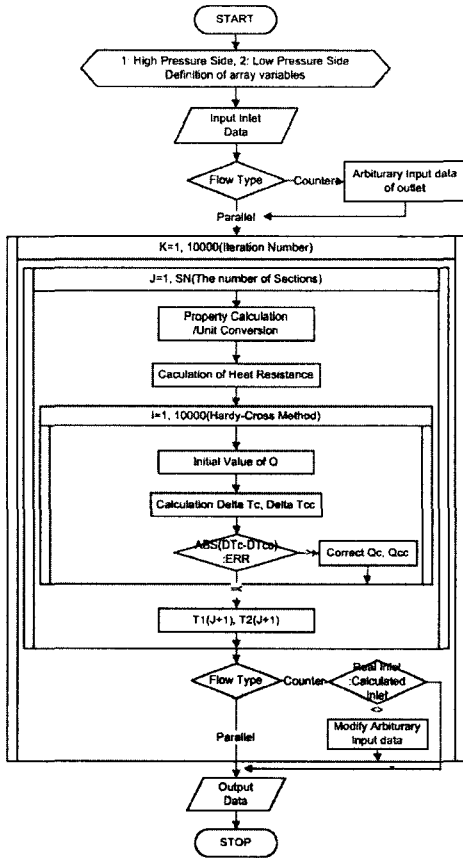 START
1: High Pressure Side, 2: Low Pressure Side
Definition of array variables
Input Inlet
Data
Flow Type
Counter
Arbiturary Input data
of outlet
Parallel
K=1, 10000(Iteration Number)
J=1, SN(The number of Sections)
Property Calculation
/Unit Conversion
Caculation of Heat Resistance
I=1, 10000(Hardy-Cross Method)
Initial Value of Q
Calculation Delta Tc, Delta Tcc
ABS(DTc-DTcc)
:ERR
Correct Qc, Qcc
T1(J+1), T2(J+1)
Flow Type
Counter
Real Inlet
:Calculated
Inlet
<>
Parallel
Modify Arbiturary
Input data
Output
Data
STOP